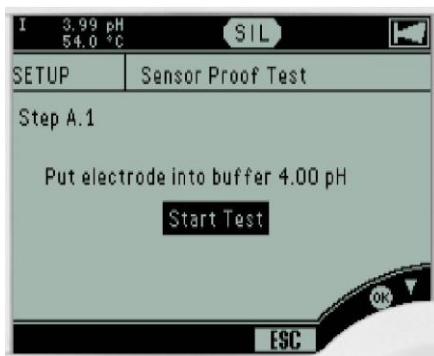 I 3.99 pH
54.0 °C
SIL
SETUP Sensor Proof Test
Step A.1
Put electrode into buffer 4.00 pH
Start Test
OK
ESC